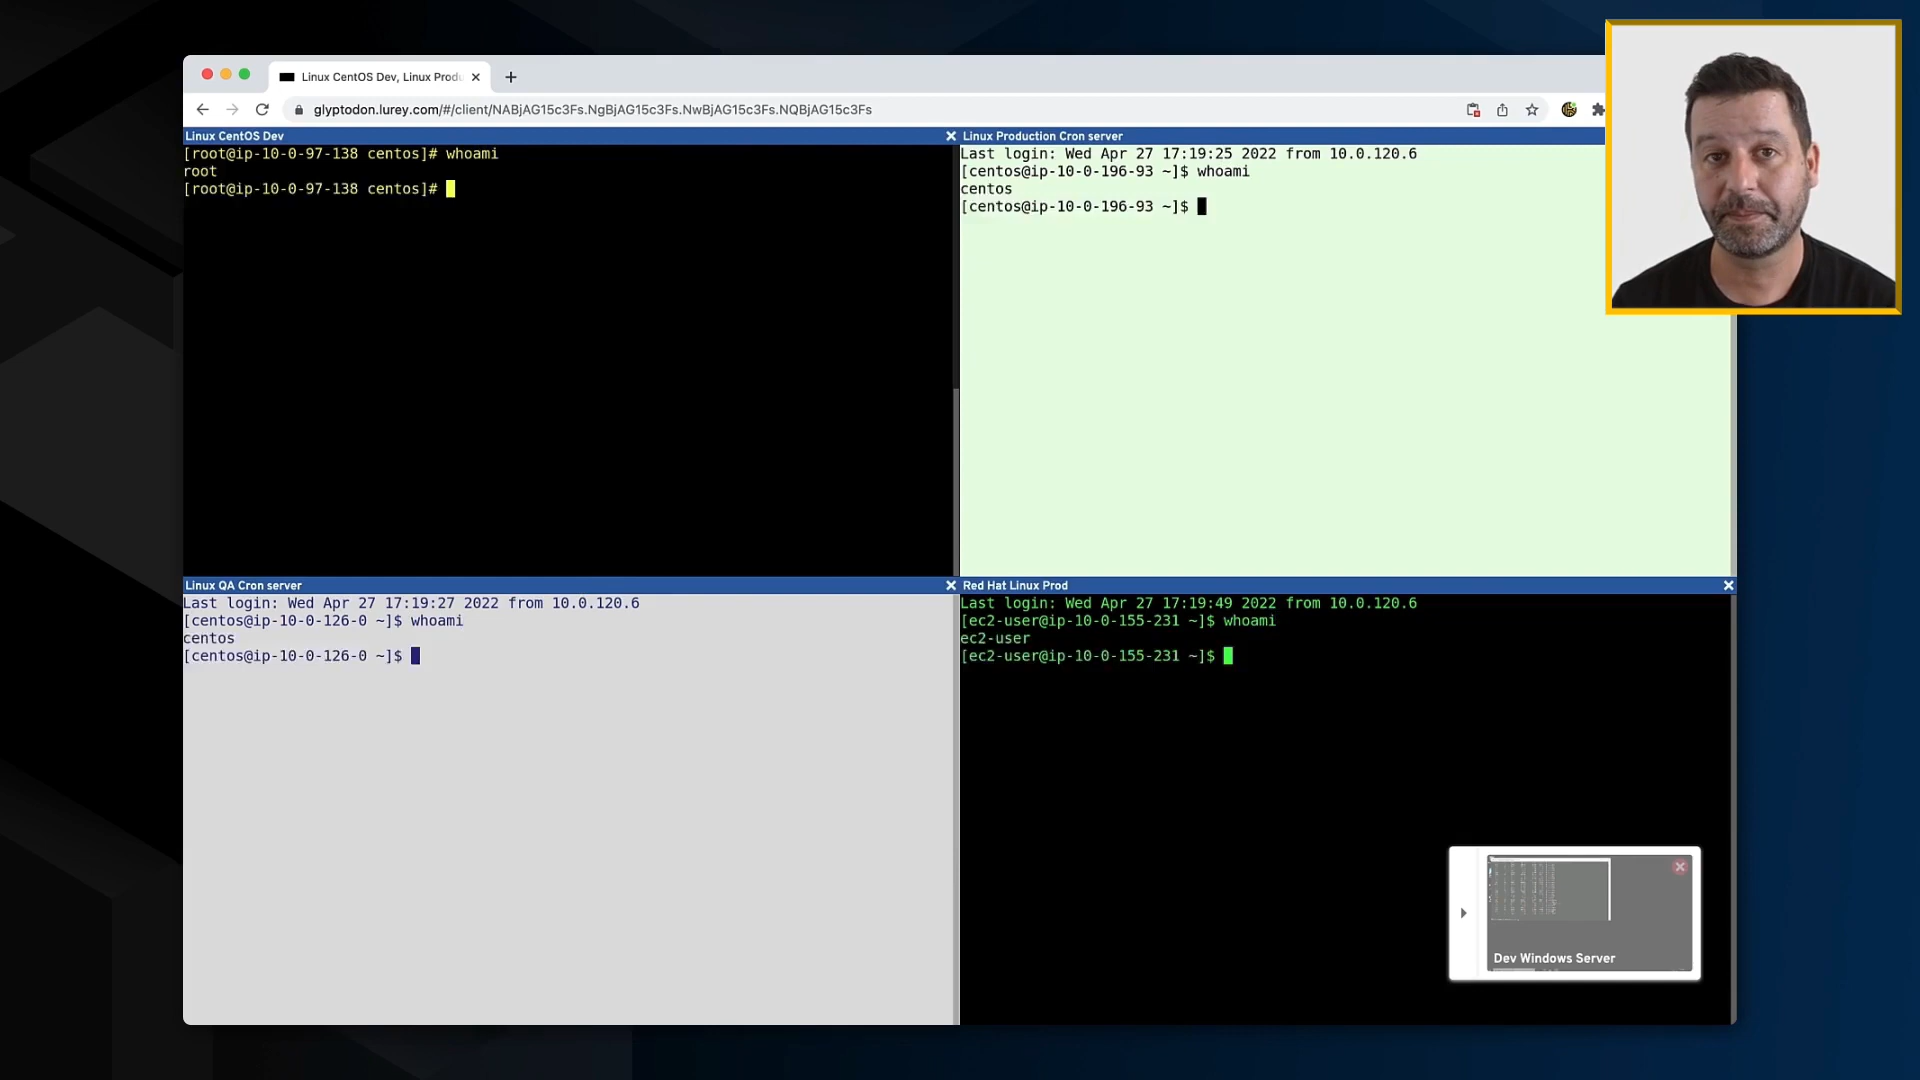 Linux CentOS Dev, Linux Produ
glyptodon.lurey.com/#/client/NABjAG15c3Fs.NgBjAG15c3Fs.NwBjAG15c3Fs.NQBjAG15c3Fs
Linux CentOS Dev
[root@ip-10-0-97-138 centos]# whoami
root
[root@ip-10-0-97-138 centos]#
Linux Production Cron server
Last login: Wed Apr 27 17:19:25 2022 from 10.0.120.6
[centos@ip-10-0-196-93 ~]$ whoami
centos
[centos@ip-10-0-196-93 ~]$
Linux QA Cron server
Last login: Wed Apr 27 17:19:27 2022 from 10.0.120.6
[centos@ip-10-0-126-0 ~]$ whoami
centos
[centos@ip-10-0-126-0 ~]$
Red Hat Linux Prod
Last login: Wed Apr 27 17:19:49 2022 from 10.0.120.6
[ec2-user@ip-10-0-155-231 ~]$ whoami
ec2-user
[ec2-user@ip-10-0-155-231 ~]$
Dev Windows Server